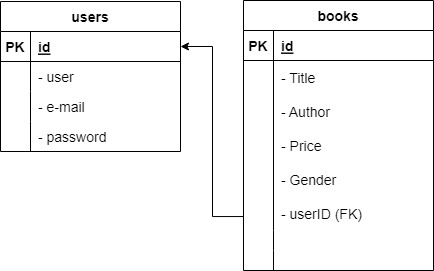 users
PK id
- user
- e-mail
- password
books
PK id
- Title
- Author
- Price
- Gender
- userID (FK)